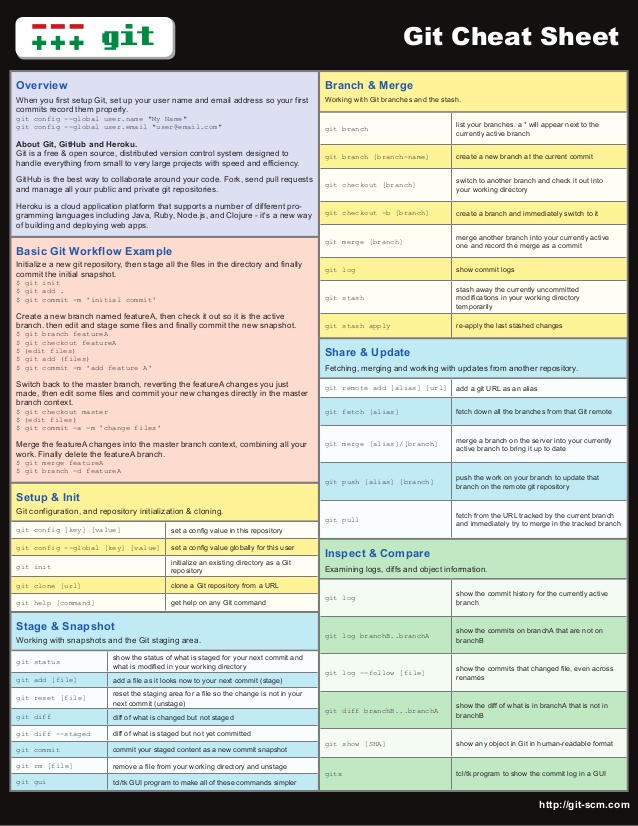 git
Git Cheat Sheet
Overview
When you first setup Git, set up your user name and email address so your first
commits record them properly.
git config --global user.name "My Name"
git config --global user.email "user@email.com"
About Git, GitHub and Heroku.
Git is a free & open source, distributed version control system designed to
handle everything from small to very large projects with speed and efficiency.
GitHub is the best way to collaborate around your code. Fork, send pull requests
and manage all your public and private git repositories.
Heroku is a cloud application platform that supports a number of different pro-
gramming languages including Java, Ruby, Node.js, and Clojure - it's a new way
of building and deploying web apps.
Basic Git Workflow Example
Initialize a new git repository, then stage all the files in the directory and finally
commit the initial snapshot.
$ git init
$ git add .
$ git commit -m 'initial commit'
Create a new branch named featureA, then check it out so it is the active
branch. then edit and stage some files and finally commit the new snapshot.
$ git branch featureA
$ git checkout featureA
$ (edit files)
$ git add (files)
$ git commit -m 'add feature A'
Switch back to the master branch, reverting the featureA changes you just
made, then edit some files and commit your new changes directly in the master
branch context.
$ git checkout master
$ (edit files)
$ git commit -a -m 'change files'
Merge the featureA changes into the master branch context, combining all your
work. Finally delete the featureA branch.
$ git merge featureA
$ git branch -d featureA
Setup & Init
Git configuration, and repository initialization & cloning.
git config [key] [value] set a config value in this repository
git config --global [key] [value] set a config value globally for this user
git init initialize an existing directory as a Git
repository
git clone [url] clone a Git repository from a URL
git help [command] get help on any Git command
Stage & Snapshot
Working with snapshots and the Git staging area.
git status show the status of what is staged for your next commit and
what is modified in your working directory
git add [file] add a file as it looks now to your next commit (stage)
git reset [file] reset the staging area for a file so the change is not in your
next commit (unstage)
git diff diff of what is changed but not staged
git diff --staged diff of what is staged but not yet committed
git commit commit your staged content as a new commit snapshot
git rm [file] remove a file from your working directory and unstage
git gui tcl/tk GUI program to make all of these commands simpler
Branch & Merge
Working with Git branches and the stash.
git branch list your branches. a * will appear next to the
currently active branch
git branch [branch-name] create a new branch at the current commit
git checkout [branch] switch to another branch and check it out into
your working directory
git checkout -b [branch] create a branch and immediately switch to it
git merge [branch] merge another branch into your currently active
one and record the merge as a commit
git log show commit logs
git stash stash away the currently uncommitted
modifications in your working directory
temporarily
git stash apply re-apply the last stashed changes
Share & Update
Fetching, merging and working with updates from another repository.
git remote add [alias] [url] add a git URL as an alias
git fetch [alias] fetch down all the branches from that Git remote
git merge [alias]/[branch] merge a branch on the server into your currently
active branch to bring it up to date
git push [alias] [branch] push the work on your branch to update that
branch on the remote git repository
git pull fetch from the URL tracked by the current branch
and immediately try to merge in the tracked branch
Inspect & Compare
Examining logs, diffs and object information.
git log show the commit history for the currently active
branch
git log branchB..branchA show the commits on branchA that are not on
branchB
git log --follow [file] show the commits that changed file, even across
renames
git diff branchB...branchA show the diff of what is in branchA that is not in
branchB
git show [SHA] show any object in Git in human-readable format
gitx tcl/tk program to show the commit log in a GUI
http://git-scm.com